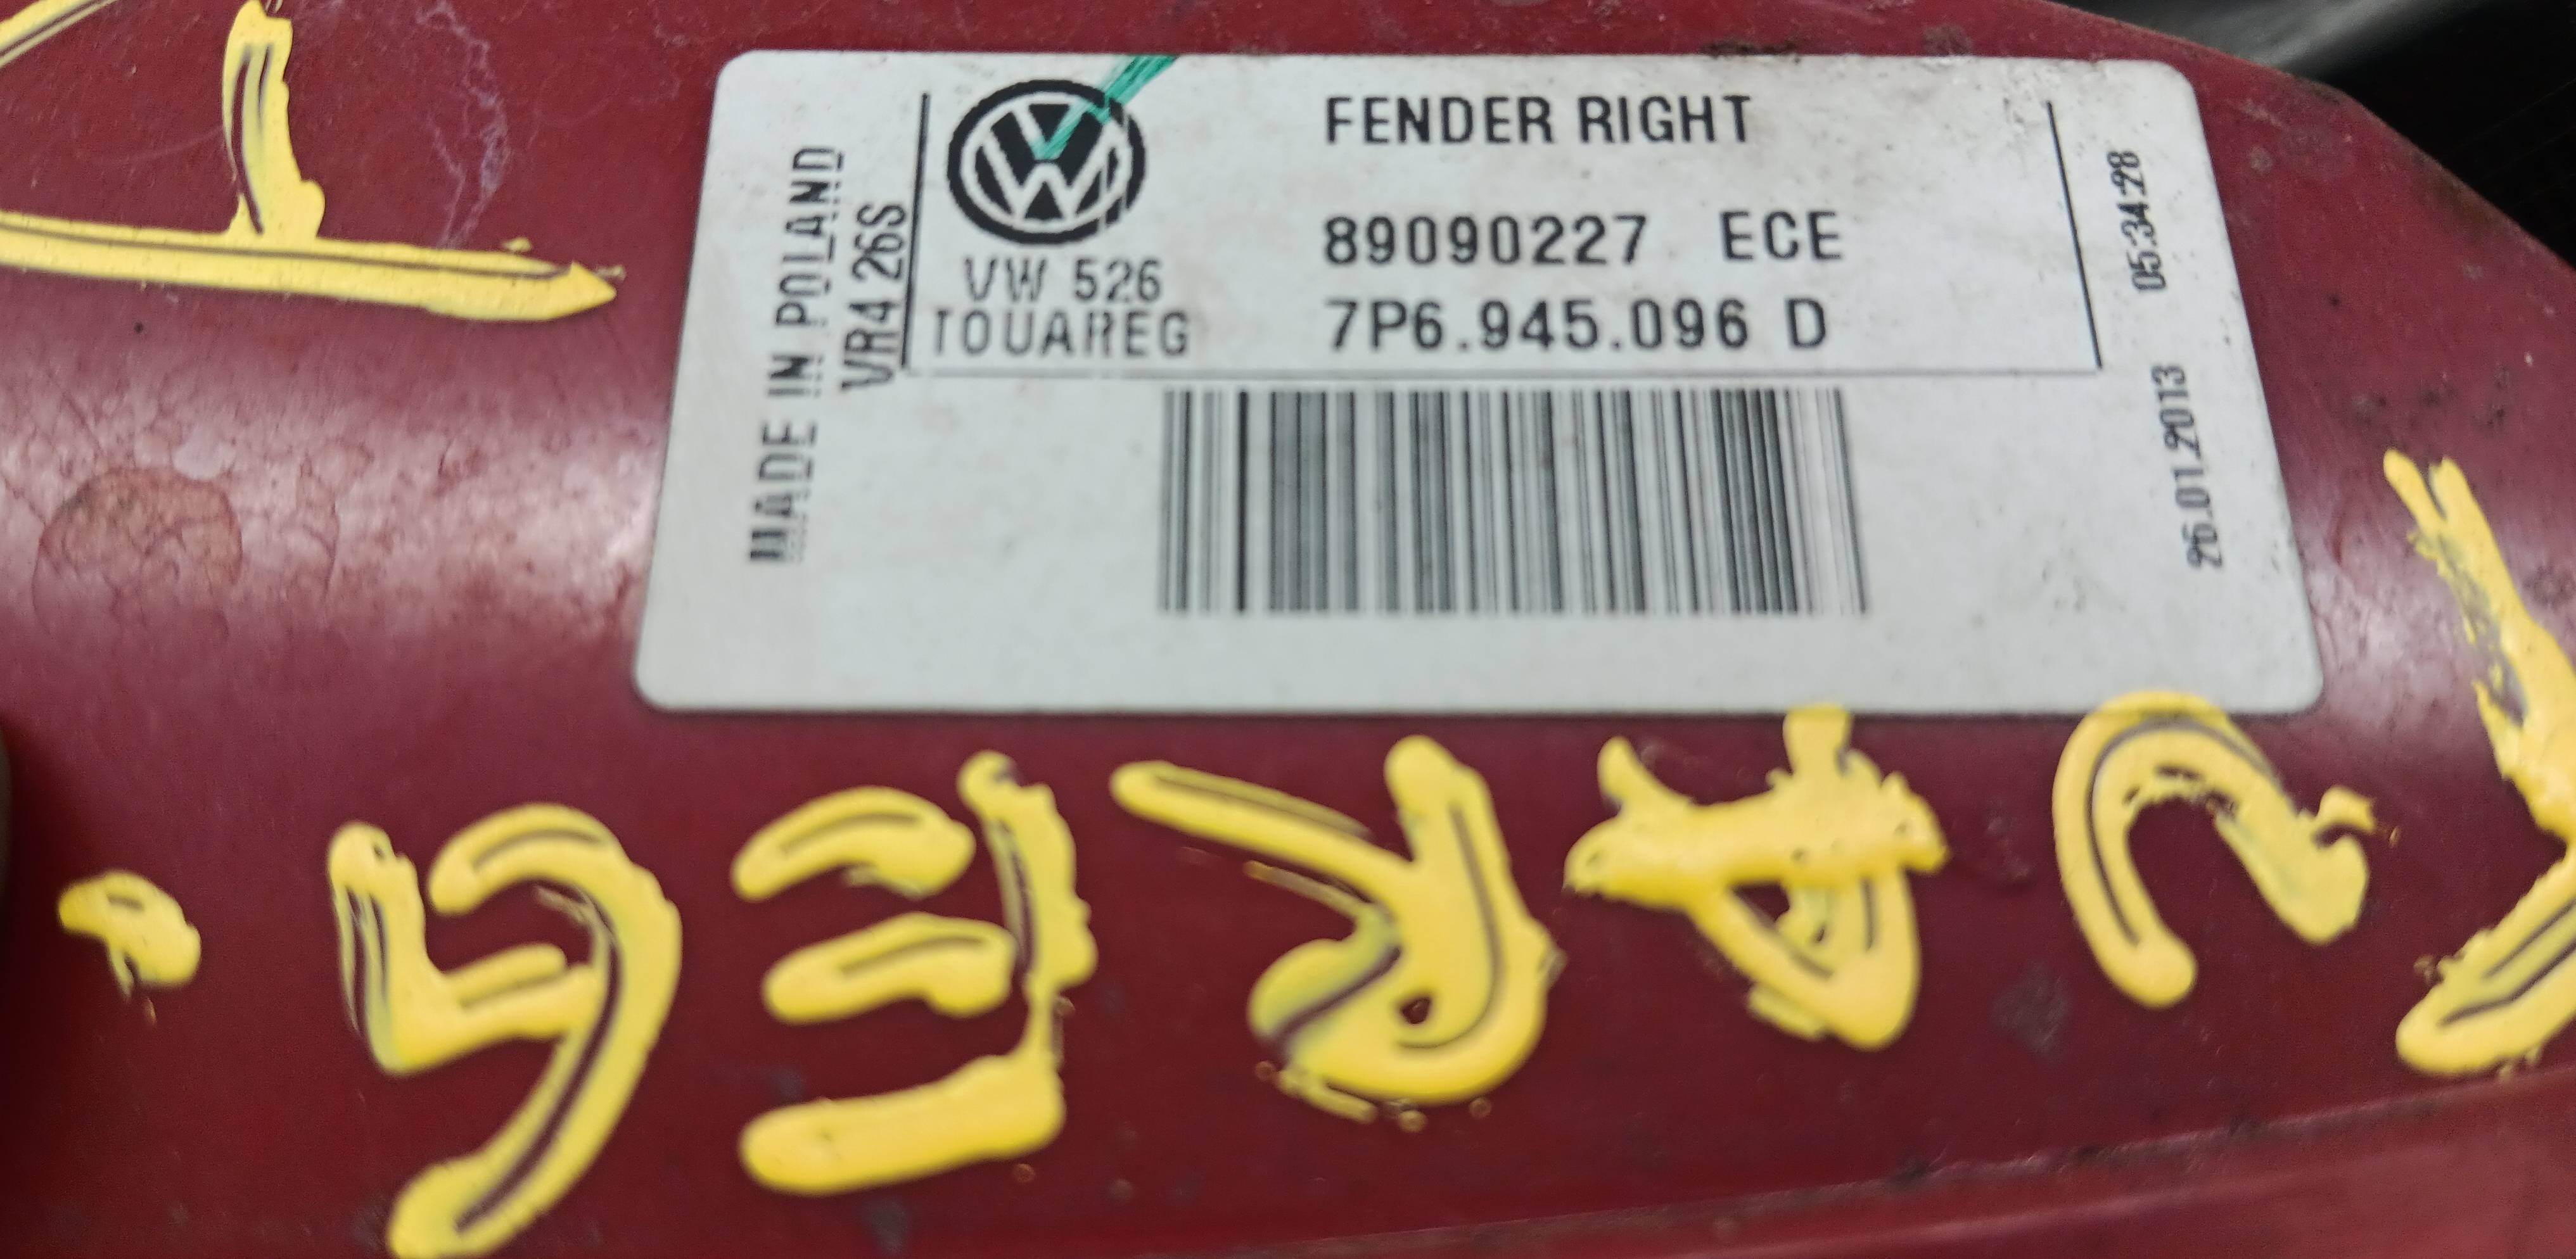 MADE IN POLAND
VR4 26S
VW 526
TOUAREG
FENDER RIGHT
89090227 ECE
7P6.945.096 D
26.01.2013 05:34:28
UAREG.